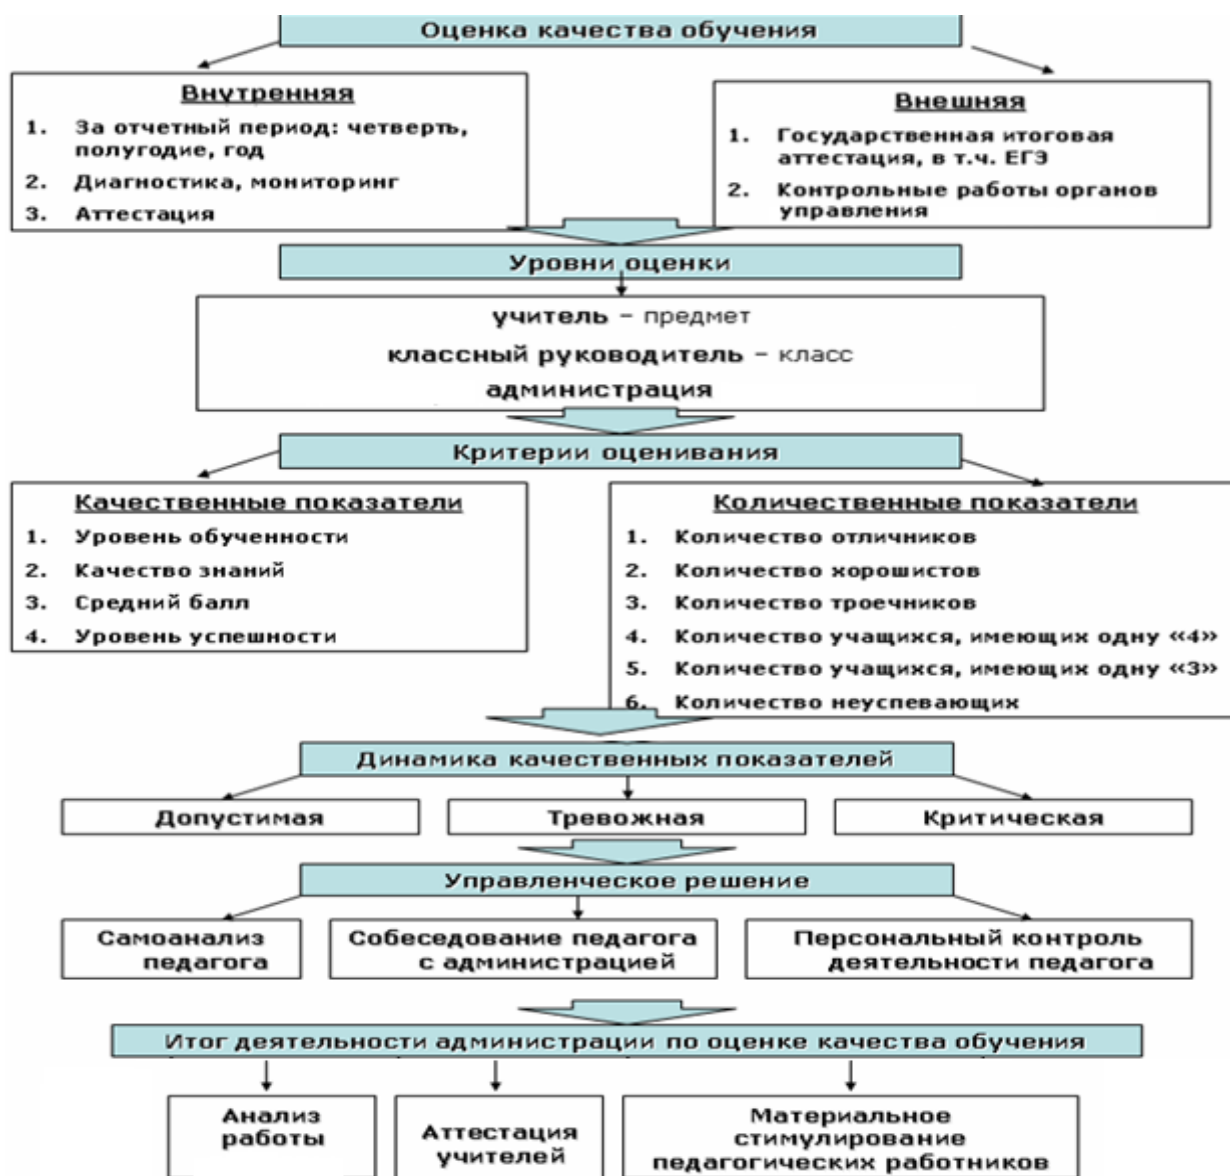 Оценка качества обучения
Внутренняя
1. За отчетный период: четверть,
полугодие, год
2. Диагностика, мониторинг
3. Аттестация
Внешняя
1. Государственная итоговая
аттестация, в т.ч. ЕГЭ
2. Контрольные работы органов
управления
Уровни оценки
учитель – предмет
классный руководитель – класс
администрация
Критерии оценивания
Качественные показатели
1. Уровень обученности
2. Качество знаний
3. Средний балл
4. Уровень успешности
Количественные показатели
1. Количество отличников
2. Количество хорошистов
3. Количество троечников
4. Количество учащихся, имеющих одну «4»
5. Количество учащихся, имеющих одну «3»
6. Количество неуспевающих
Динамика качественных показателей
Допустимая
Тревожная
Критическая
Управленческое решение
Самоанализ
педагога
Собеседование педагога
с администрацией
Персональный контроль
деятельности педагога
Итог деятельности администрации по оценке качества обучения
Анализ
работы
Аттестация
учителей
Материальное
стимулирование
педагогических работников